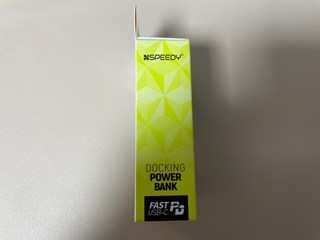 SPEEDY
DOCKING
POWER
BANK
FAST
USB-C
PD